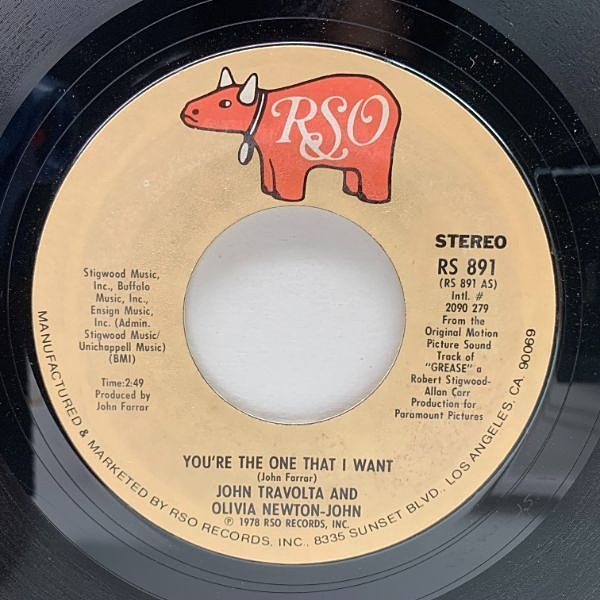 RSO
STEREO
RS 891
(RS 891 AS)
Intl. #
2090 279
From the
Original Motion
Picture Sound
Track of
"GREASE" a
Robert Stigwood-
Allan Carr
Production for
Paramount Pictures
Stigwood Music,
Inc., Buffalo
Music, Inc.,
Ensign Music,
Inc. (Admin.
Stigwood Music/
Unichappell Music)
(BMI)
Time:2:49
Produced by
John Farrar
YOU'RE THE ONE THAT I WANT
(John Farrar)
JOHN TRAVOLTA AND
OLIVIA NEWTON-JOHN
℗ 1978 RSO RECORDS, INC.
MANUFACTURED & MARKETED BY RSO RECORDS, INC., 8335 SUNSET BLVD., LOS ANGELES, CA. 90069